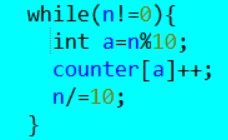 while(n!=0){
int a=n%10;
counter[a]++;
n/=10;
}